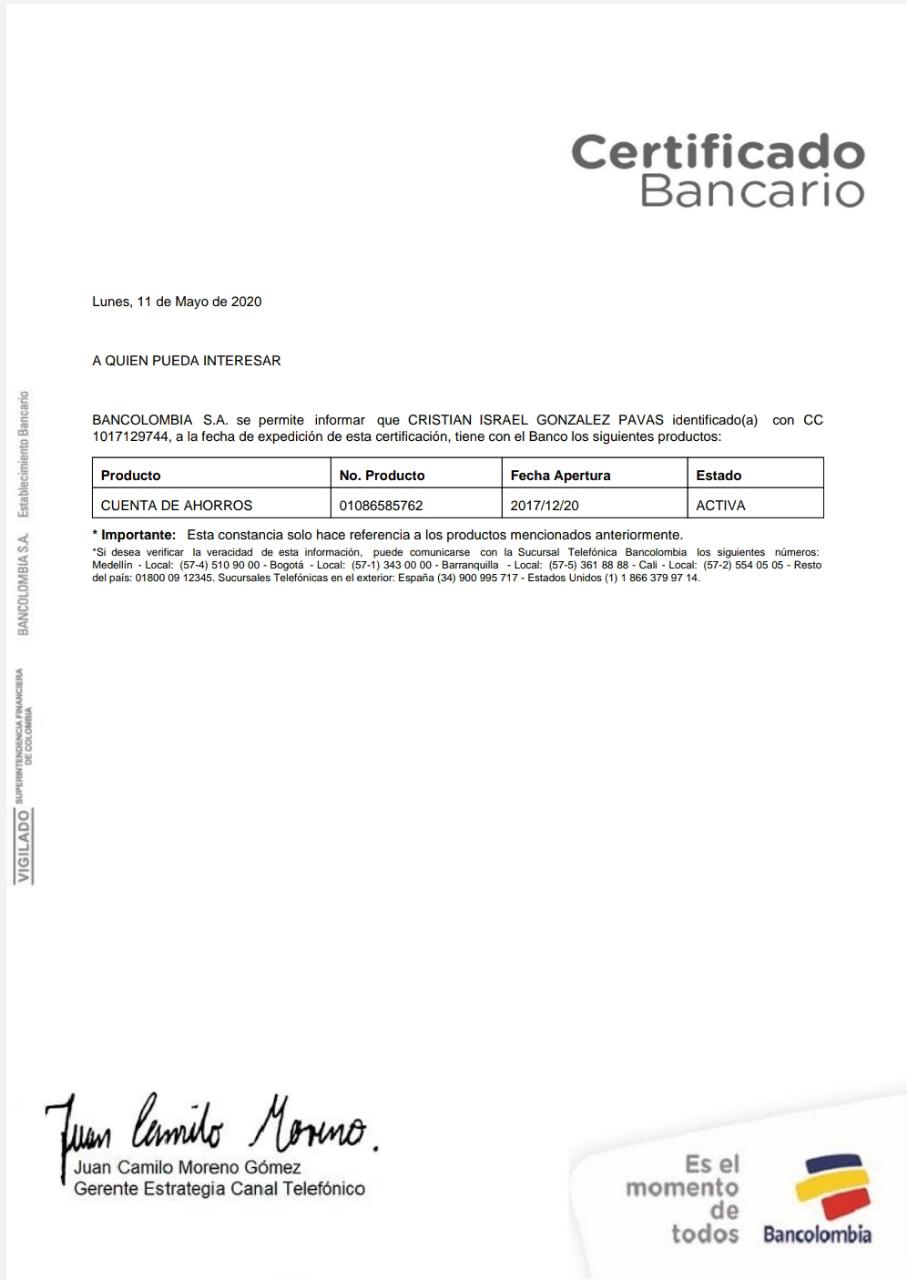 Certificado
Bancario
Lunes, 11 de Mayo de 2020
A QUIEN PUEDA INTERESAR
BANCOLOMBIA S.A. se permite informar que CRISTIAN ISRAEL GONZALEZ PAVAS identificado(a) con CC
1017129744, a la fecha de expedición de esta certificación, tiene con el Banco los siguientes productos:
Producto No. Producto Fecha Apertura Estado
CUENTA DE AHORROS 01086585762 2017/12/20 ACTIVA
* Importante: Esta constancia solo hace referencia a los productos mencionados anteriormente.
*Si desea verificar la veracidad de esta información, puede comunicarse con la Sucursal Telefónica Bancolombia los siguientes números:
Medellín - Local: (57-4) 510 90 00 - Bogotá - Local: (57-1) 343 00 00 - Barranquilla - Local: (57-5) 361 88 88 - Cali - Local: (57-2) 554 05 05 - Resto
del país: 01800 09 12345. Sucursales Telefónicas en el exterior: España (34) 900 995 717 - Estados Unidos (1) 1 866 379 97 14.
BANCOLOMBIA S.A. Establecimiento Bancario
VIGILADO SUPERINTENDENCIA FINANCIERA
DE COLOMBIA
Juan Camilo Moreno.
Juan Camilo Moreno Gómez
Gerente Estrategia Canal Telefónico
Es el
momento
de
todos
Bancolombia